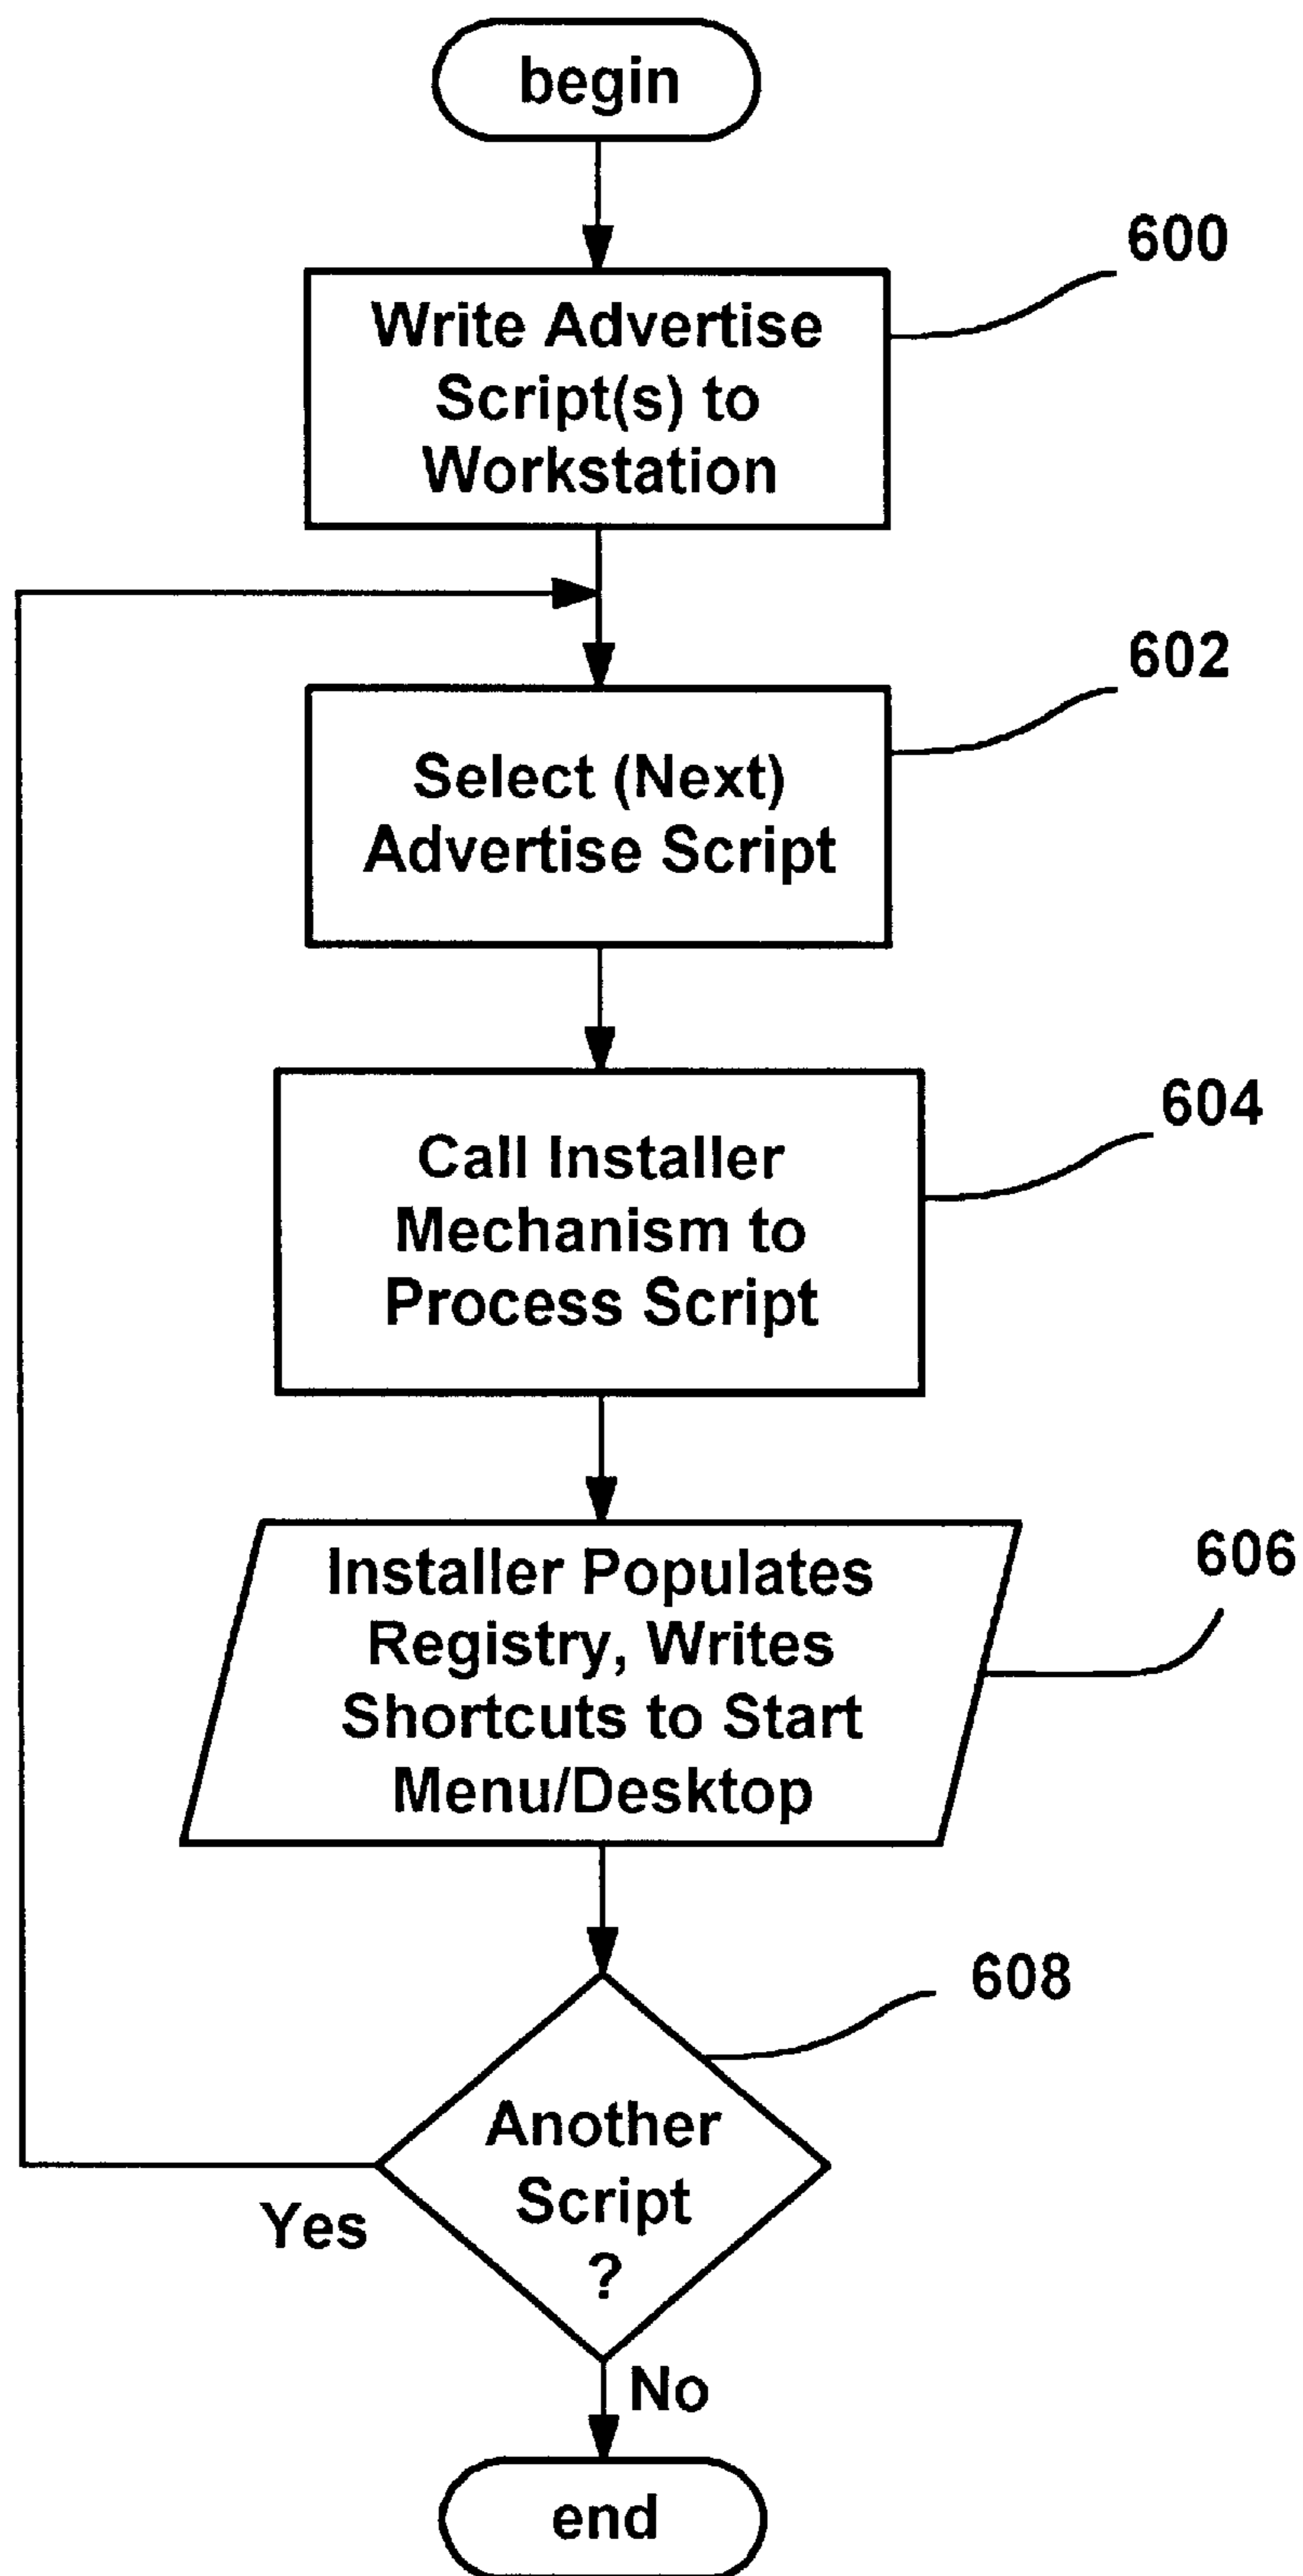 begin
600
Write Advertise
Script(s) to
Workstation
602
Select (Next)
Advertise Script
604
Call Installer
Mechanism to
Process Script
606
Installer Populates
Registry, Writes
Shortcuts to Start
Menu/Desktop
608
Another
Script
?
Yes
No
end